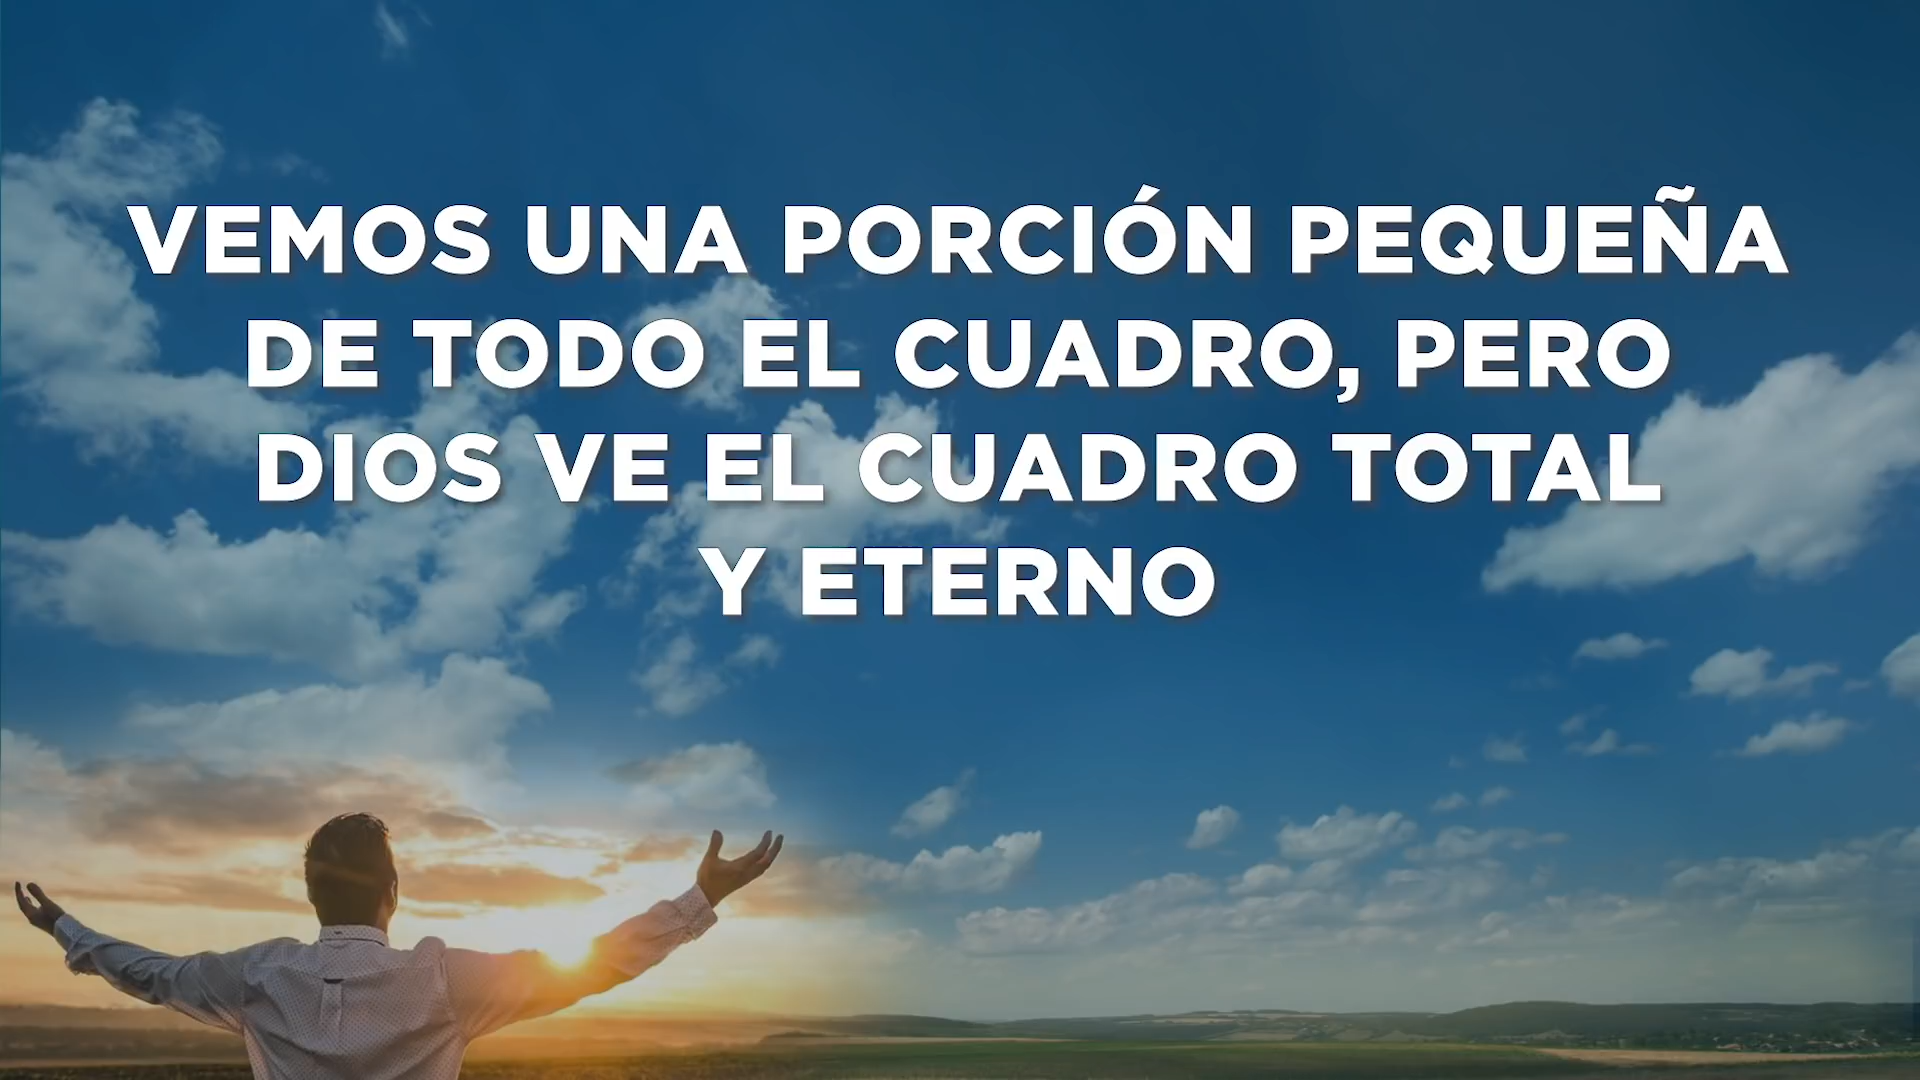 VEMOS UNA PORCIÓN PEQUEÑA
DE TODO EL CUADRO, PERO
DIOS VE EL CUADRO TOTAL
Y ETERNO